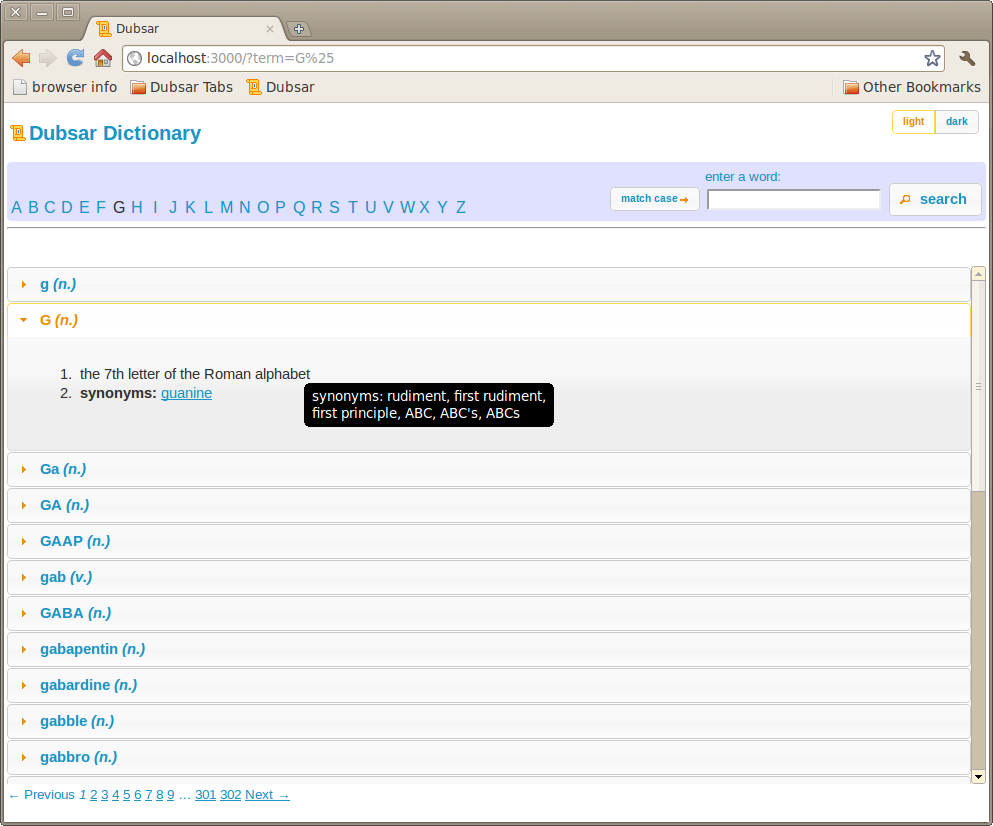 Dubsar
localhost:3000/?term=G%25
browser info Dubsar Tabs Dubsar Other Bookmarks
Dubsar Dictionary
light dark
enter a word:
A B C D E F G H I J K L M N O P Q R S T U V W X Y Z
match case search
g (n.)
G (n.)
1. the 7th letter of the Roman alphabet
2. synonyms: guanine
synonyms: rudiment, first rudiment,
first principle, ABC, ABC's, ABCs
Ga (n.)
GA (n.)
GAAP (n.)
gab (v.)
GABA (n.)
gabapentin (n.)
gabardine (n.)
gabble (n.)
gabbro (n.)
← Previous 1 2 3 4 5 6 7 8 9 … 301 302 Next →